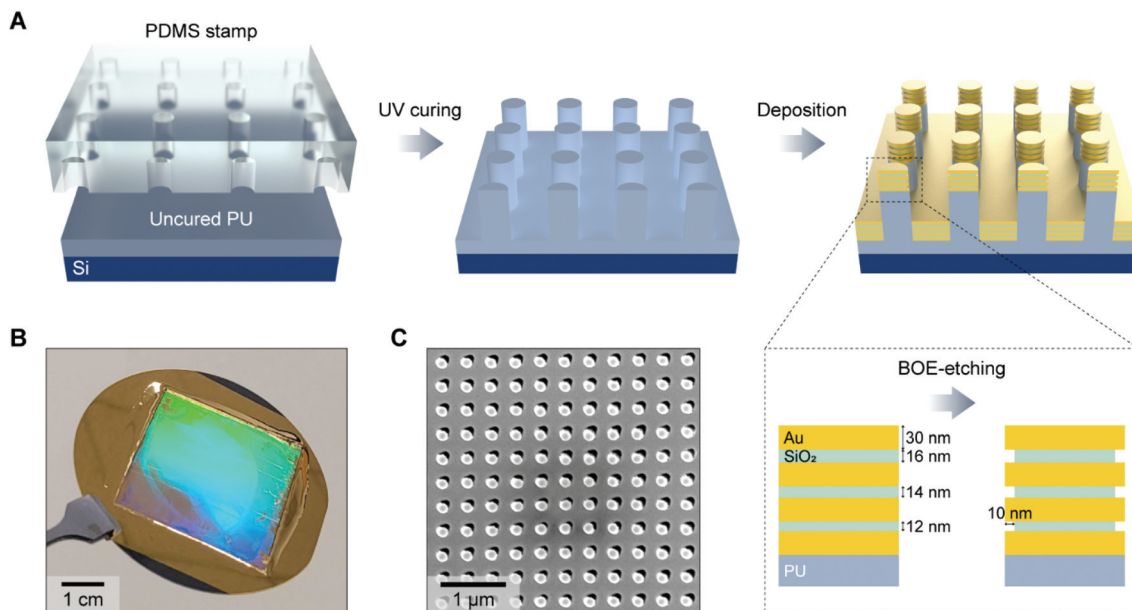 A
PDMS stamp
Uncured PU
Si
UV curing
Deposition
B
1 cm
C
1 μm
BOE-etching
Au
SiO₂
PU
30 nm
16 nm
14 nm
12 nm
10 nm